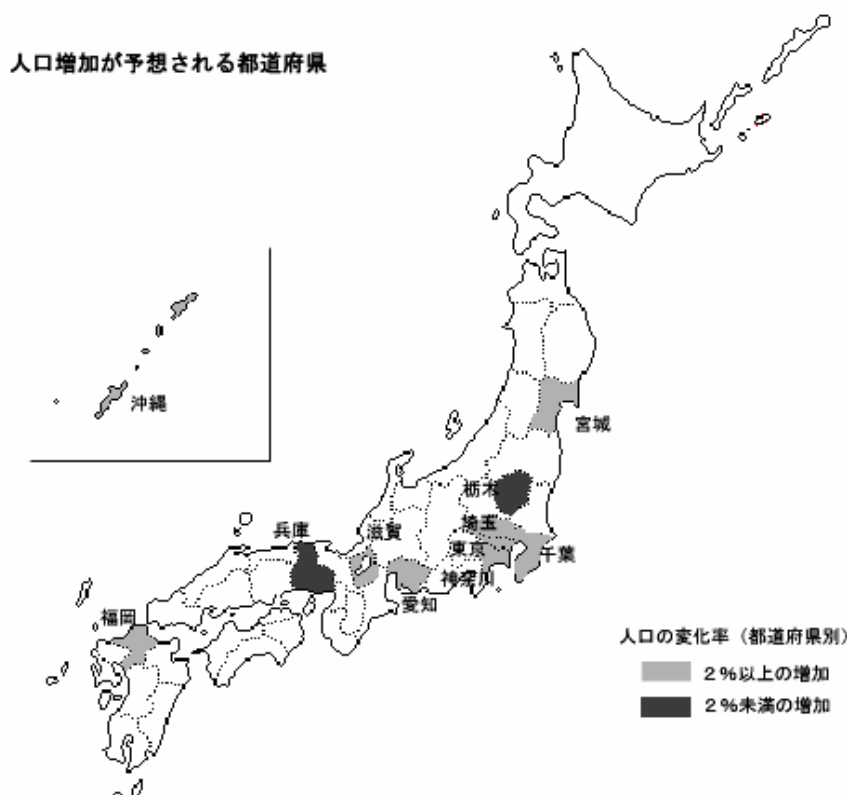 人口増加が予想される都道府県
沖縄
宮城
栃木
埼玉
兵庫
滋賀
東京
千葉
神奈川
愛知
福岡
人口の変化率（都道府県別）
２％以上の増加
２％未満の増加